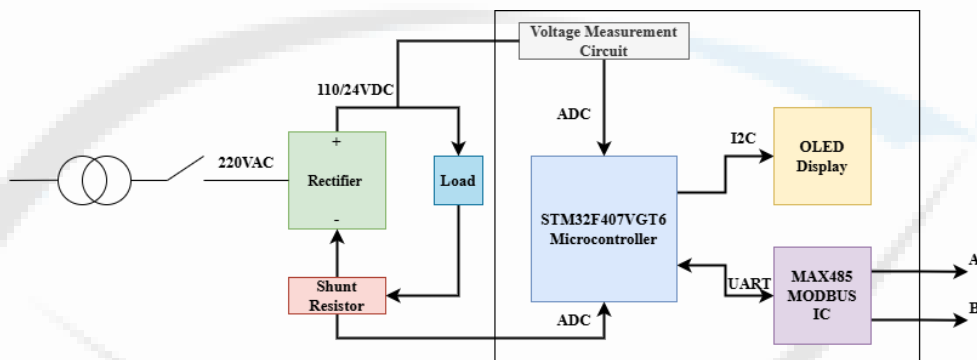 Voltage Measurement
Circuit
110/24VDC
ADC
I2C
OLED
Display
+
220VAC
Rectifier
Load
-
STM32F407VGT6
Microcontroller
Shunt
Resistor
UART
MAX485
MODBUS
IC
A
B
ADC